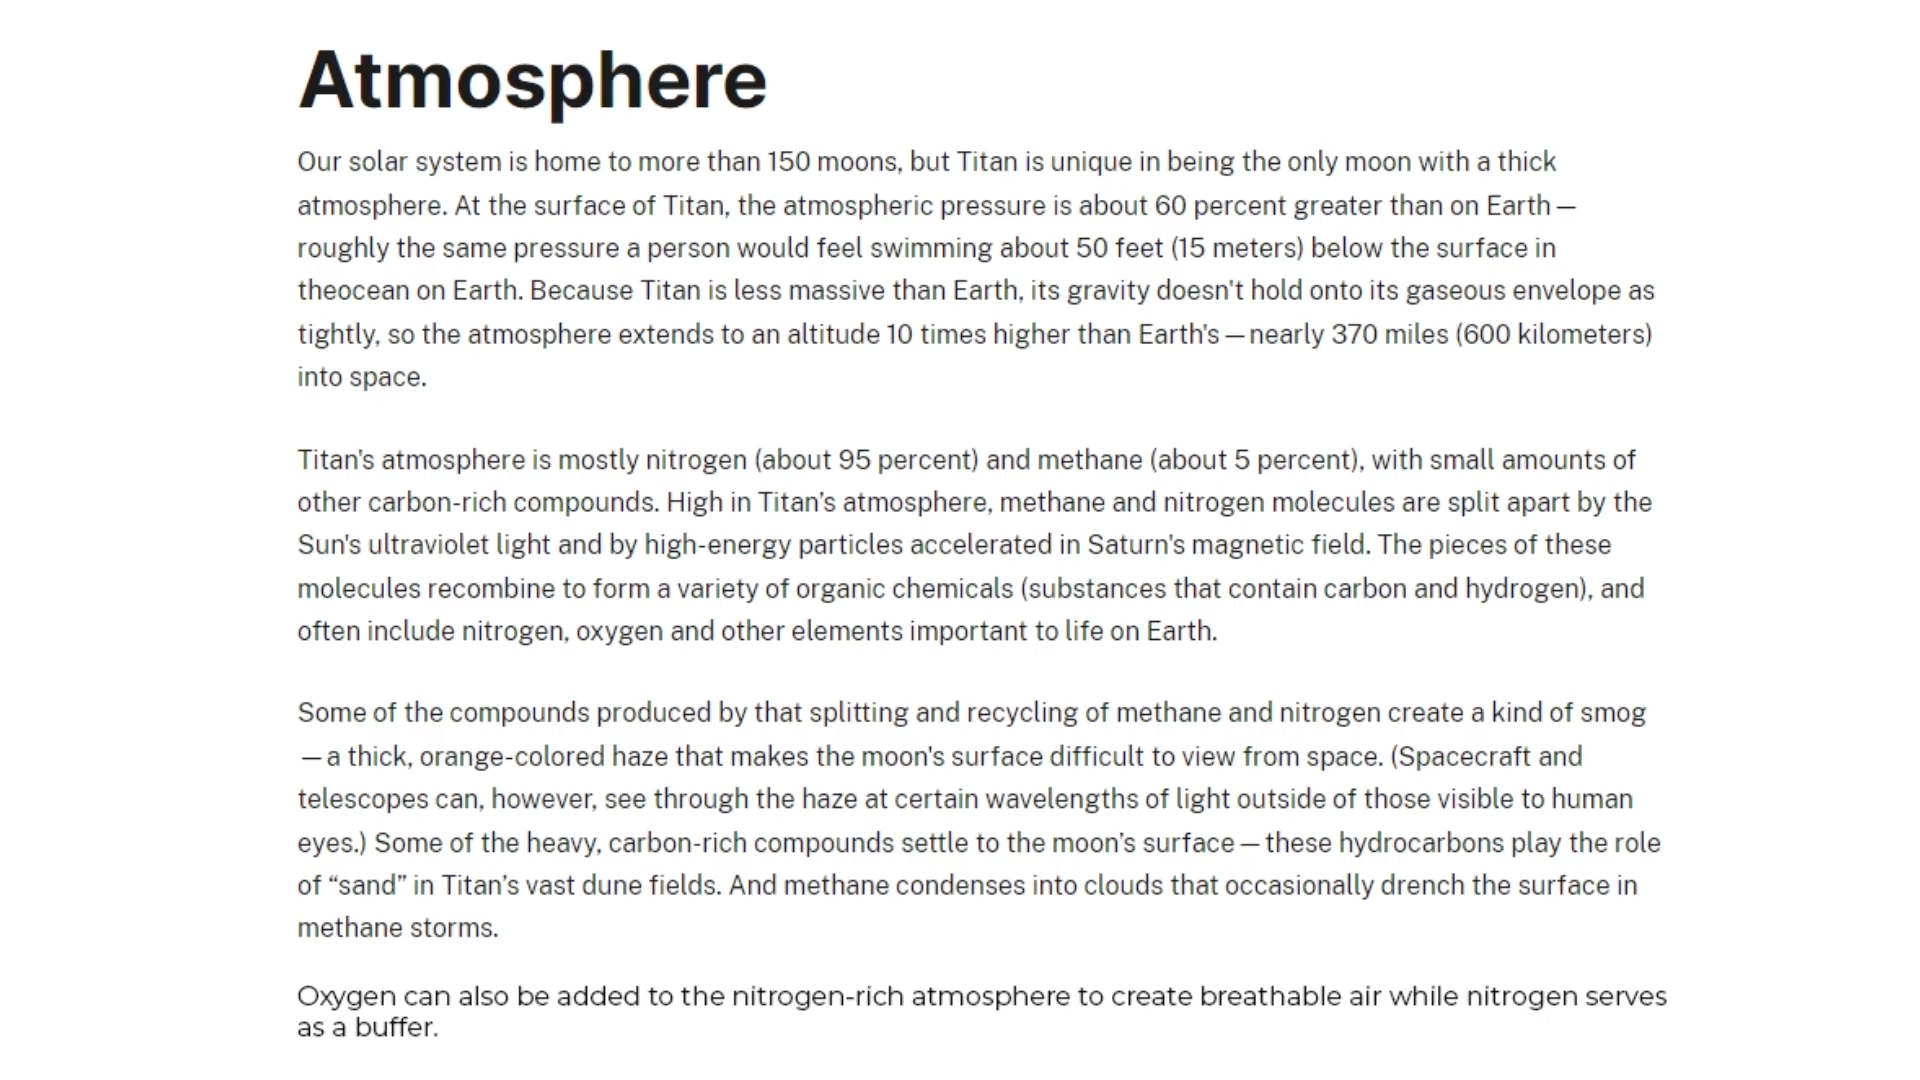 Atmosphere
Our solar system is home to more than 150 moons, but Titan is unique in being the only moon with a thick
atmosphere. At the surface of Titan, the atmospheric pressure is about 60 percent greater than on Earth—
roughly the same pressure a person would feel swimming about 50 feet (15 meters) below the surface in
theocean on Earth. Because Titan is less massive than Earth, its gravity doesn't hold onto its gaseous envelope as
tightly, so the atmosphere extends to an altitude 10 times higher than Earth's—nearly 370 miles (600 kilometers)
into space.
Titan's atmosphere is mostly nitrogen (about 95 percent) and methane (about 5 percent), with small amounts of
other carbon-rich compounds. High in Titan’s atmosphere, methane and nitrogen molecules are split apart by the
Sun's ultraviolet light and by high-energy particles accelerated in Saturn's magnetic field. The pieces of these
molecules recombine to form a variety of organic chemicals (substances that contain carbon and hydrogen), and
often include nitrogen, oxygen and other elements important to life on Earth.
Some of the compounds produced by that splitting and recycling of methane and nitrogen create a kind of smog
—a thick, orange-colored haze that makes the moon's surface difficult to view from space. (Spacecraft and
telescopes can, however, see through the haze at certain wavelengths of light outside of those visible to human
eyes.) Some of the heavy, carbon-rich compounds settle to the moon’s surface—these hydrocarbons play the role
of “sand” in Titan’s vast dune fields. And methane condenses into clouds that occasionally drench the surface in
methane storms.
Oxygen can also be added to the nitrogen-rich atmosphere to create breathable air while nitrogen serves
as a buffer.